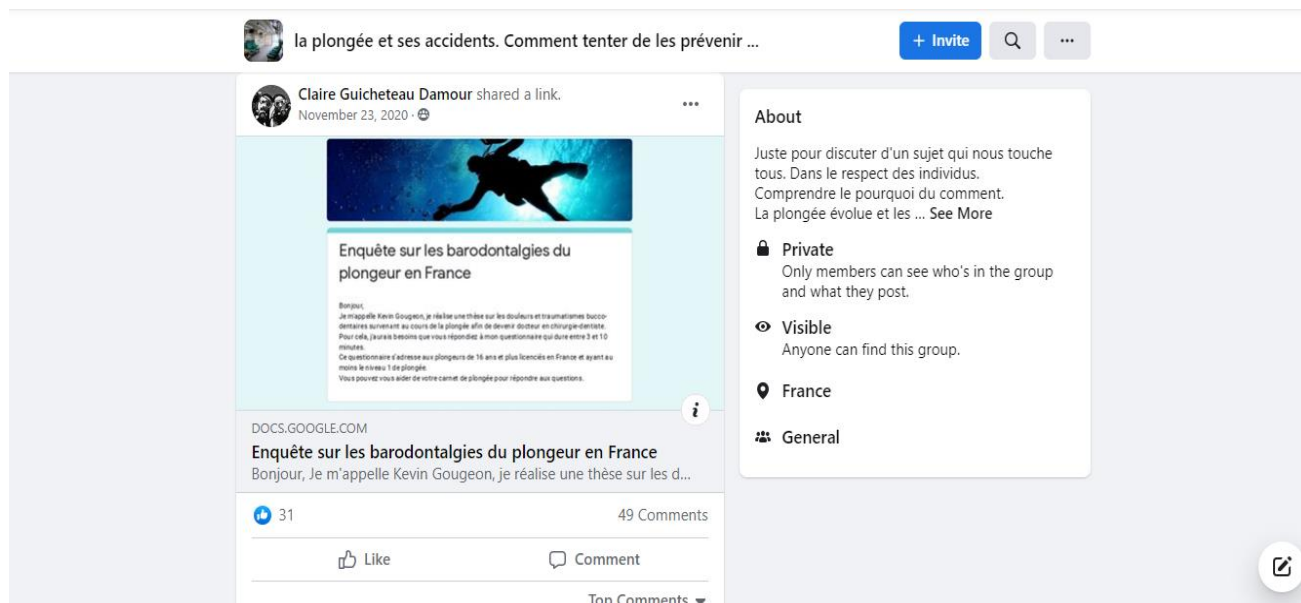 la plongée et ses accidents. Comment tenter de les prévenir ...
+ Invite
Claire Guicheteau Damour shared a link.
November 23, 2020 ·
Enquête sur les barodontalgies du
plongeur en France
Bonjour,
Je m'appelle Kevin Gougeon, je réalise une thèse sur les douleurs et traumatismes bucco-
dentaires survenant au cours de la plongée afin de devenir docteur en chirurgie-dentiste.
Pour cela, j'aurais besoins que vous répondiez à mon questionnaire qui dure entre 3 et 10
minutes.
Ce questionnaire s'adresse aux plongeurs de 16 ans et plus licenciés en France et ayant au
moins le niveau 1 de plongée.
Vous pouvez vous aider de votre carnet de plongée pour répondre aux questions.
DOCS.GOOGLE.COM
Enquête sur les barodontalgies du plongeur en France
Bonjour, Je m'appelle Kevin Gougeon, je réalise une thèse sur les d...
31
49 Comments
Like
Comment
Top Comments
About
Juste pour discuter d'un sujet qui nous touche
tous. Dans le respect des individus.
Comprendre le pourquoi du comment.
La plongée évolue et les ... See More
Private
Only members can see who's in the group
and what they post.
Visible
Anyone can find this group.
France
General